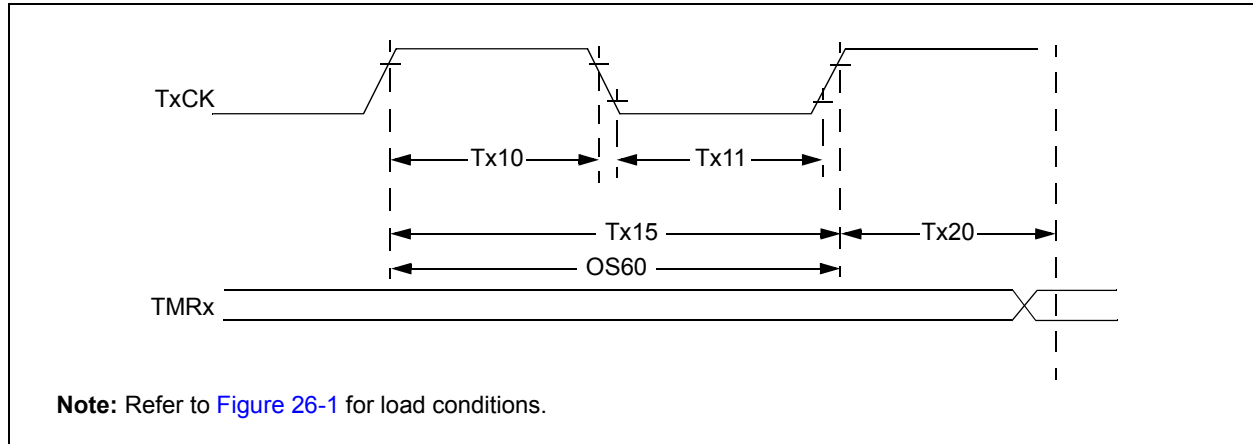 TxCK
Tx10
Tx11
Tx15
Tx20
OS60
TMRx
Note: Refer to Figure 26-1 for load conditions.